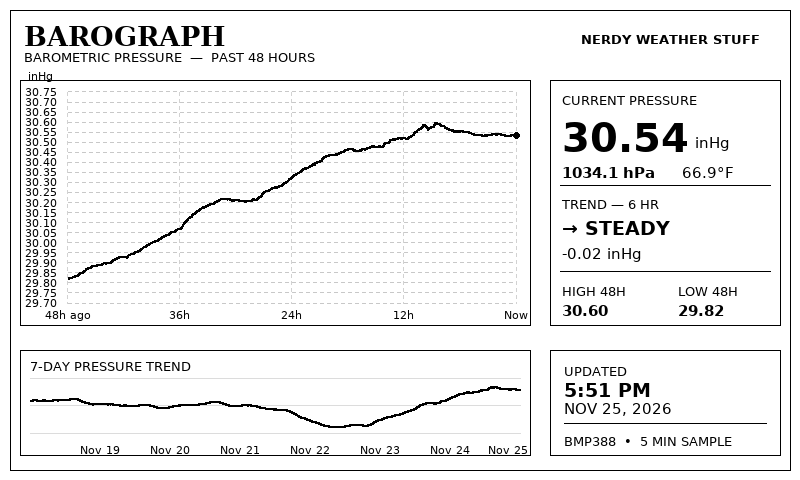 BAROGRAPH
BAROMETRIC PRESSURE — PAST 48 HOURS
NERDY WEATHER STUFF
inHg
30.75
30.70
30.65
30.60
30.55
30.50
30.45
30.40
30.35
30.30
30.25
30.20
30.15
30.10
30.05
30.00
29.95
29.90
29.85
29.80
29.75
29.70
48h ago 36h 24h 12h Now
CURRENT PRESSURE
30.54 inHg
1034.1 hPa 66.9°F
TREND — 6 HR
→ STEADY
-0.02 inHg
HIGH 48H LOW 48H
30.60 29.82
7-DAY PRESSURE TREND
Nov 19 Nov 20 Nov 21 Nov 22 Nov 23 Nov 24 Nov 25
UPDATED
5:51 PM
NOV 25, 2026
BMP388 • 5 MIN SAMPLE